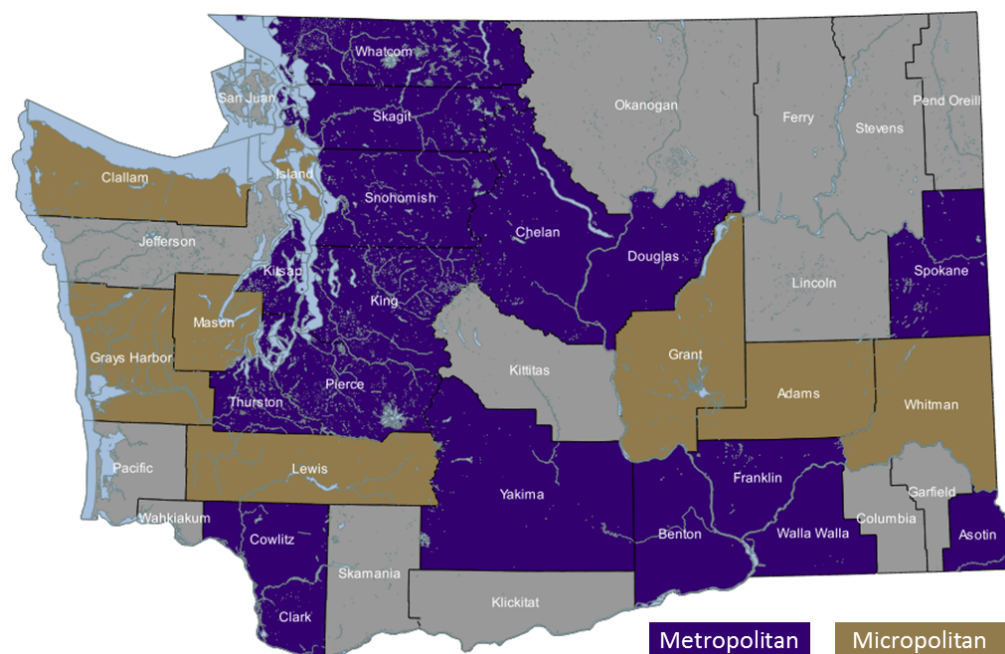 Whatcom
San Juan
Skagit
Okanogan
Ferry
Stevens
Pend Oreill
Clallam
Island
Snohomish
Jefferson
Chelan
Douglas
Kitsap
King
Lincoln
Spokane
Mason
Grays Harbor
Grant
Kittitas
Pierce
Thurston
Adams
Whitman
Pacific
Lewis
Yakima
Franklin
Garfield
Wahkiakum
Cowlitz
Benton
Walla Walla
Columbia
Asotin
Skamania
Klickitat
Clark
Metropolitan
Micropolitan